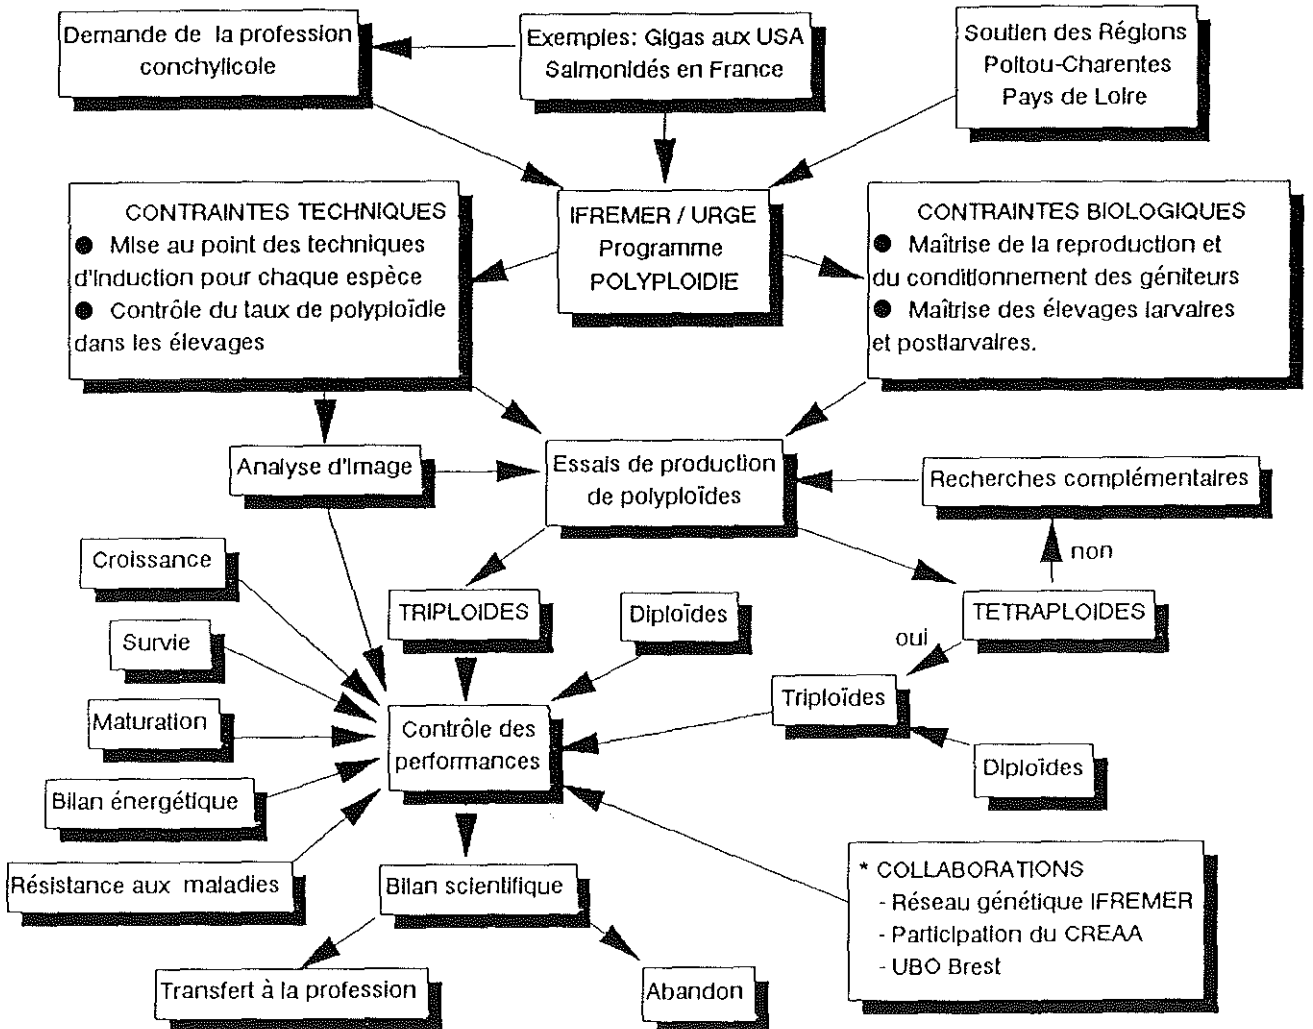 Demande de la profession
conchylicole
Exemples: Gigas aux USA
Salmonidés en France
Soutien des Régions
Poitou-Charentes
Pays de Loire
CONTRAINTES TECHNIQUES
● Mise au point des techniques
d'induction pour chaque espèce
● Contrôle du taux de polyploïdie
dans les élevages
IFREMER / URGE
Programme
POLYPLOIDIE
CONTRAINTES BIOLOGIQUES
● Maîtrise de la reproduction et
du conditionnement des géniteurs
● Maîtrise des élevages larvaires
et postlarvaires.
Analyse d'image
Essais de production
de polyploïdes
Recherches complémentaires
non
Croissance
Survie
Maturation
Bilan énergétique
Résistance aux maladies
TRIPLOIDES
Diploïdes
TETRAPLOIDES
oui
Triploïdes
Diploïdes
Contrôle des
performances
Bilan scientifique
Transfert à la profession
Abandon
* COLLABORATIONS
- Réseau génétique IFREMER
- Participation du CREAA
- UBO Brest